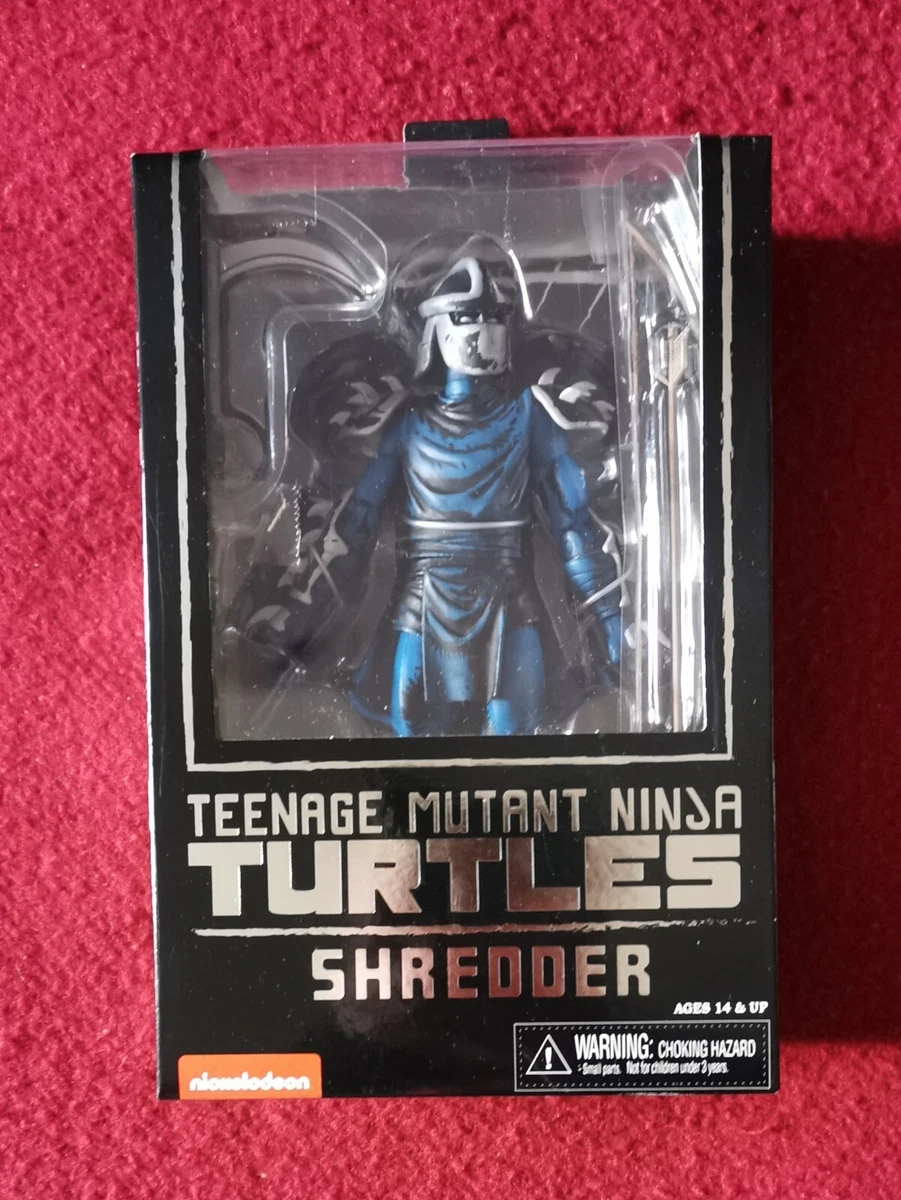 TEENAGE MUTANT NINJA
TURTLES
SHREDDER
AGES 14 & UP
WARNING: CHOKING HAZARD
-Small parts. Not for children under 3 years.
nickelodeon